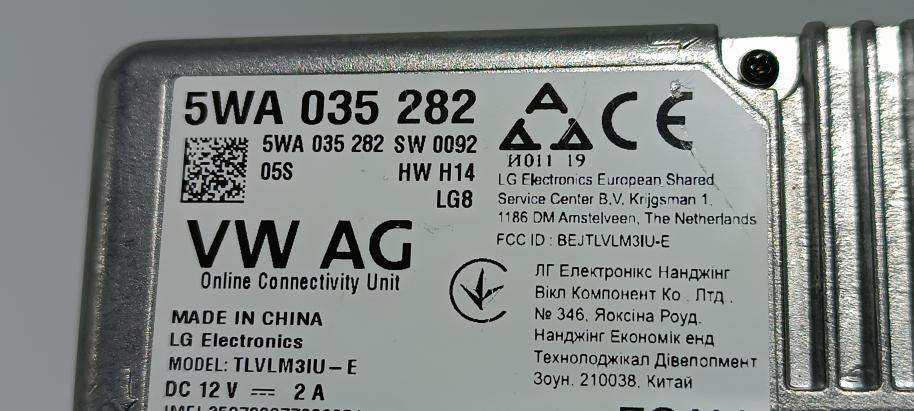 5WA 035 282
5WA 035 282 SW 0092
05S HW H14
LG8
VW AG
Online Connectivity Unit
MADE IN CHINA
LG Electronics
MODEL: TLVLM3IU-E
DC 12 V ⎓ 2 A
CE
И011 19
LG Electronics European Shared
Service Center B.V. Krijgsman 1,
1186 DM Amstelveen, The Netherlands
FCC ID : BEJTLVLM3IU-E
ЛГ Електронікс Нанджінг
Вікл Компонент Ко . Лтд.,
№ 346, Яоксіна Роуд,
Нанджінг Економік енд
Технолоджікал Дівелопмент
Зоун, 210038, Китай